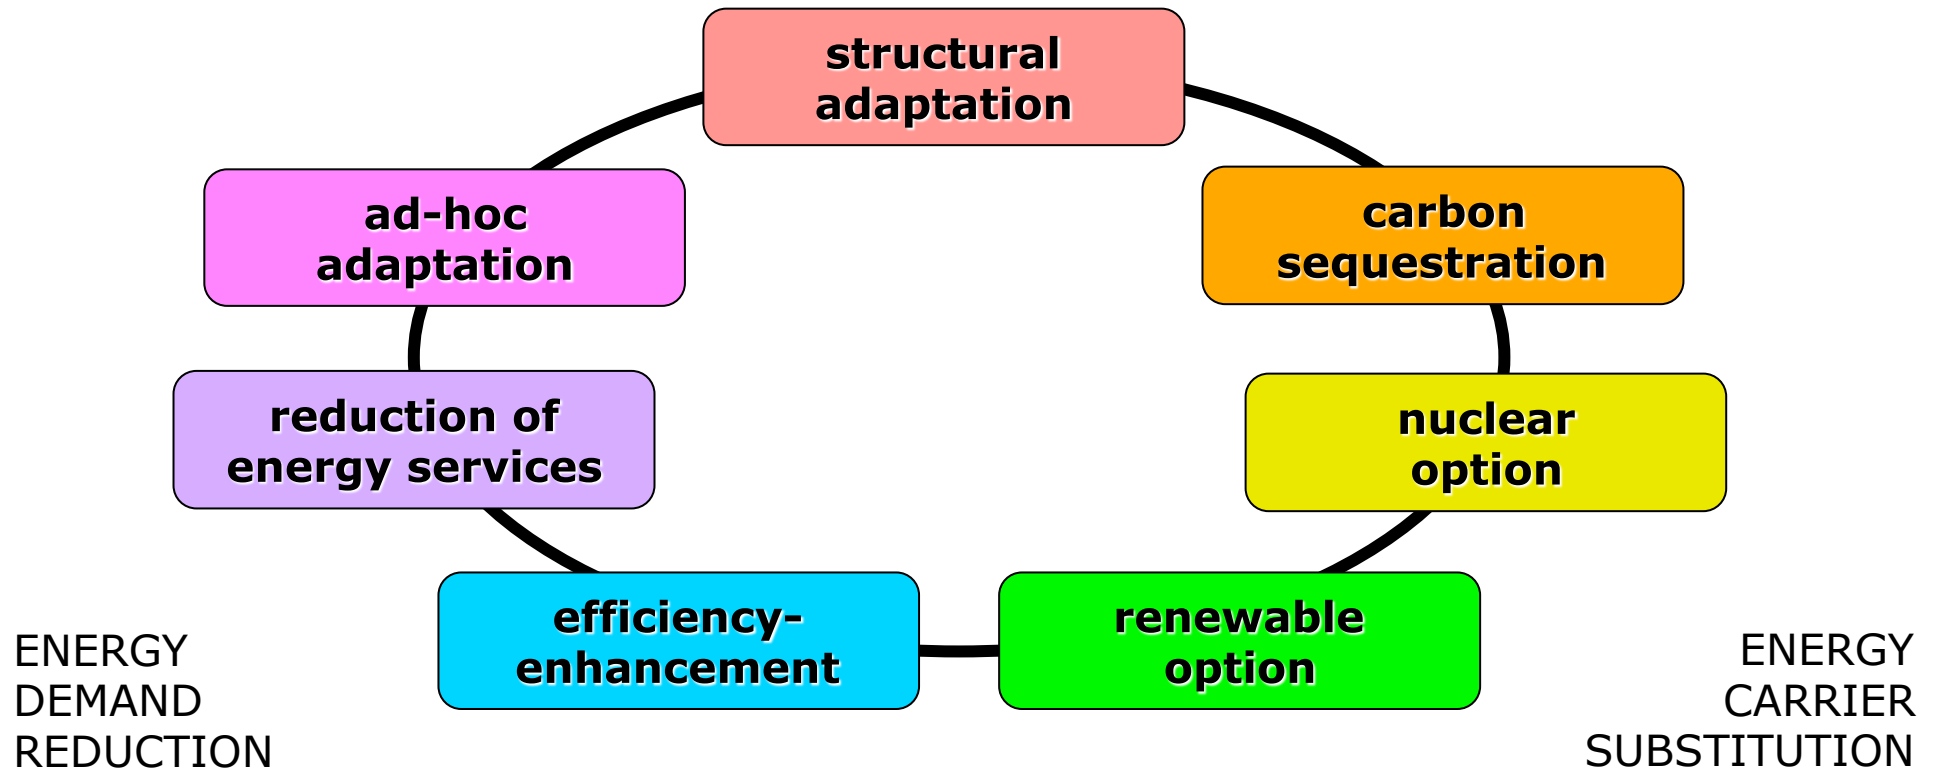 structural
adaptation
ad-hoc
adaptation
carbon
sequestration
reduction of
energy services
nuclear
option
efficiency-
enhancement
renewable
option
ENERGY
DEMAND
REDUCTION
ENERGY
CARRIER
SUBSTITUTION